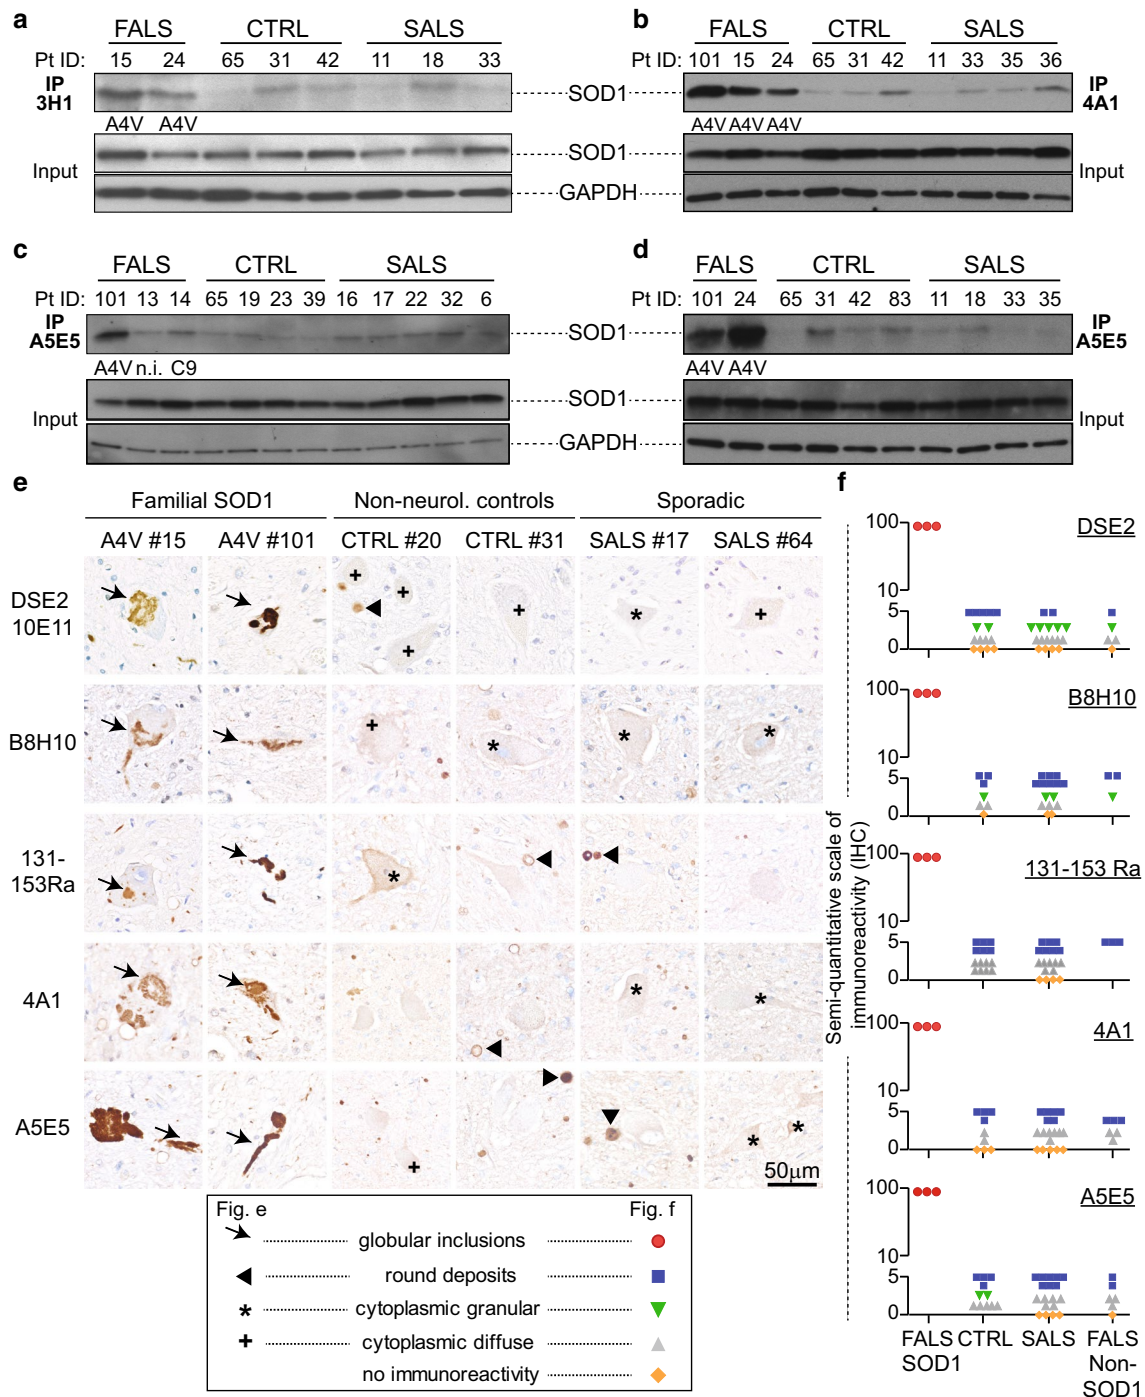 a
FALS CTRL SALS
Pt ID: 15 24 65 31 42 11 18 33
IP 3H1
SOD1
A4V A4V
Input
SOD1
GAPDH
b
FALS CTRL SALS
Pt ID: 101 15 24 65 31 42 11 33 35 36
IP 4A1
A4V A4V A4V
Input
c
FALS CTRL SALS
Pt ID: 101 13 14 65 19 23 39 16 17 22 32 6
IP A5E5
SOD1
A4V n.i. C9
Input
SOD1
GAPDH
d
FALS CTRL SALS
Pt ID: 101 24 65 31 42 83 11 18 33 35
IP A5E5
A4V A4V
Input
e
Familial SOD1 Non-neurol. controls Sporadic
A4V #15 A4V #101 CTRL #20 CTRL #31 SALS #17 SALS #64
DSE2
10E11
+ + + + * +
B8H10
+ * * *
131-
153Ra
*
4A1
* *
A5E5
+ * *
50µm
Fig. e Fig. f
globular inclusions
round deposits
* cytoplasmic granular
+ cytoplasmic diffuse
no immunoreactivity
f
Semi-quantitative scale of
immunoreactivity (IHC)
DSE2
100
10
5
0
B8H10
100
10
5
0
131-153 Ra
100
10
5
0
4A1
100
10
5
0
A5E5
100
10
5
0
FALS CTRL SALS FALS
SOD1 Non-
SOD1